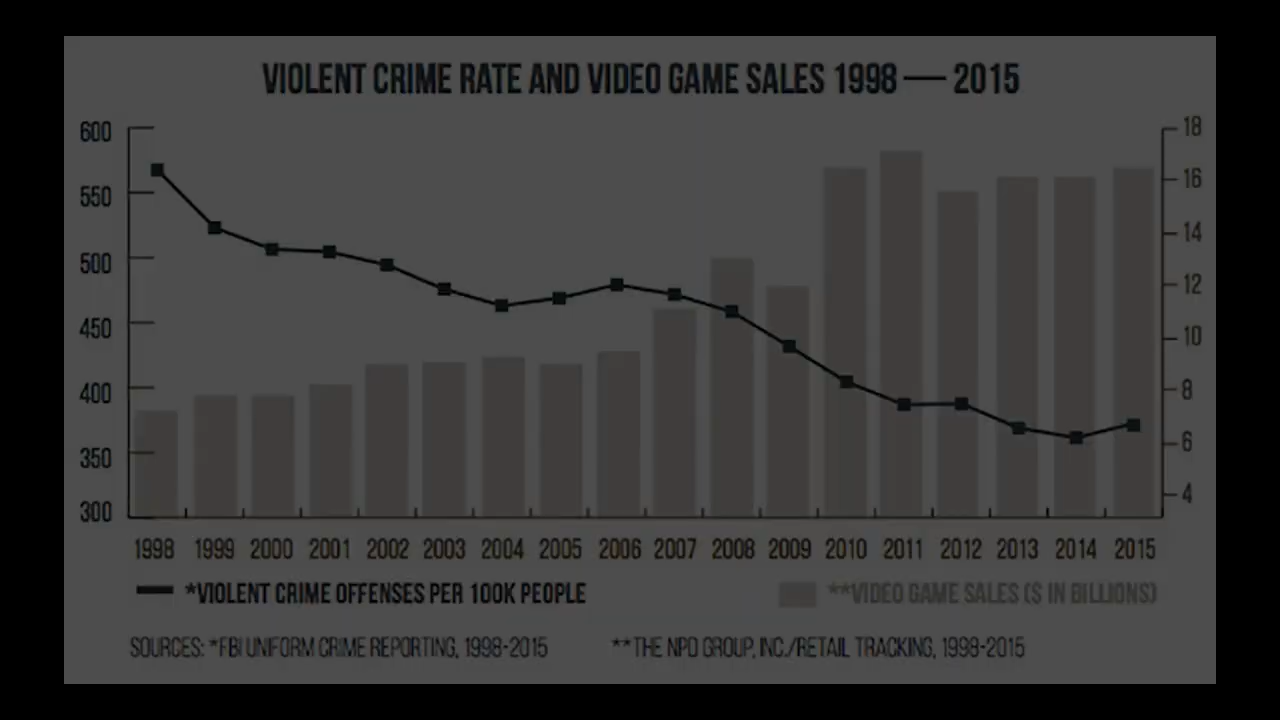 VIOLENT CRIME RATE AND VIDEO GAME SALES 1998 — 2015
600
550
500
450
400
350
300
18
16
14
12
10
8
6
4
1998 1999 2000 2001 2002 2003 2004 2005 2006 2007 2008 2009 2010 2011 2012 2013 2014 2015
*VIOLENT CRIME OFFENSES PER 100K PEOPLE
**VIDEO GAME SALES ($ IN BILLIONS)
SOURCES: *FBI UNIFORM CRIME REPORTING, 1998-2015
**THE NPD GROUP, INC./RETAIL TRACKING, 1998-2015